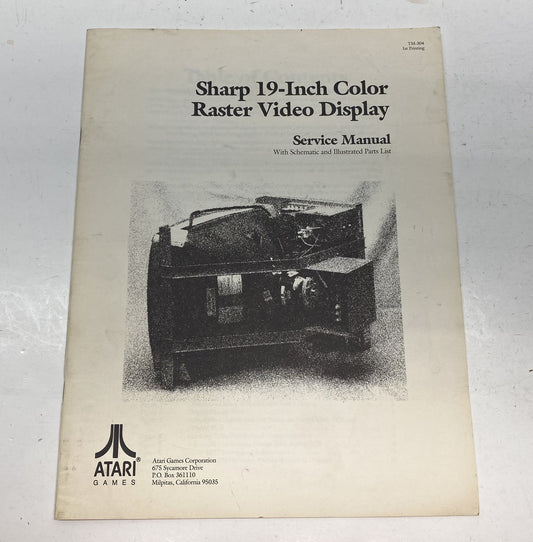 TM-304
1st Printing
Sharp 19-Inch Color
Raster Video Display
Service Manual
With Schematic and Illustrated Parts List
ATARI®
GAMES
Atari Games Corporation
675 Sycamore Drive
P.O. Box 361110
Milpitas, California 95035